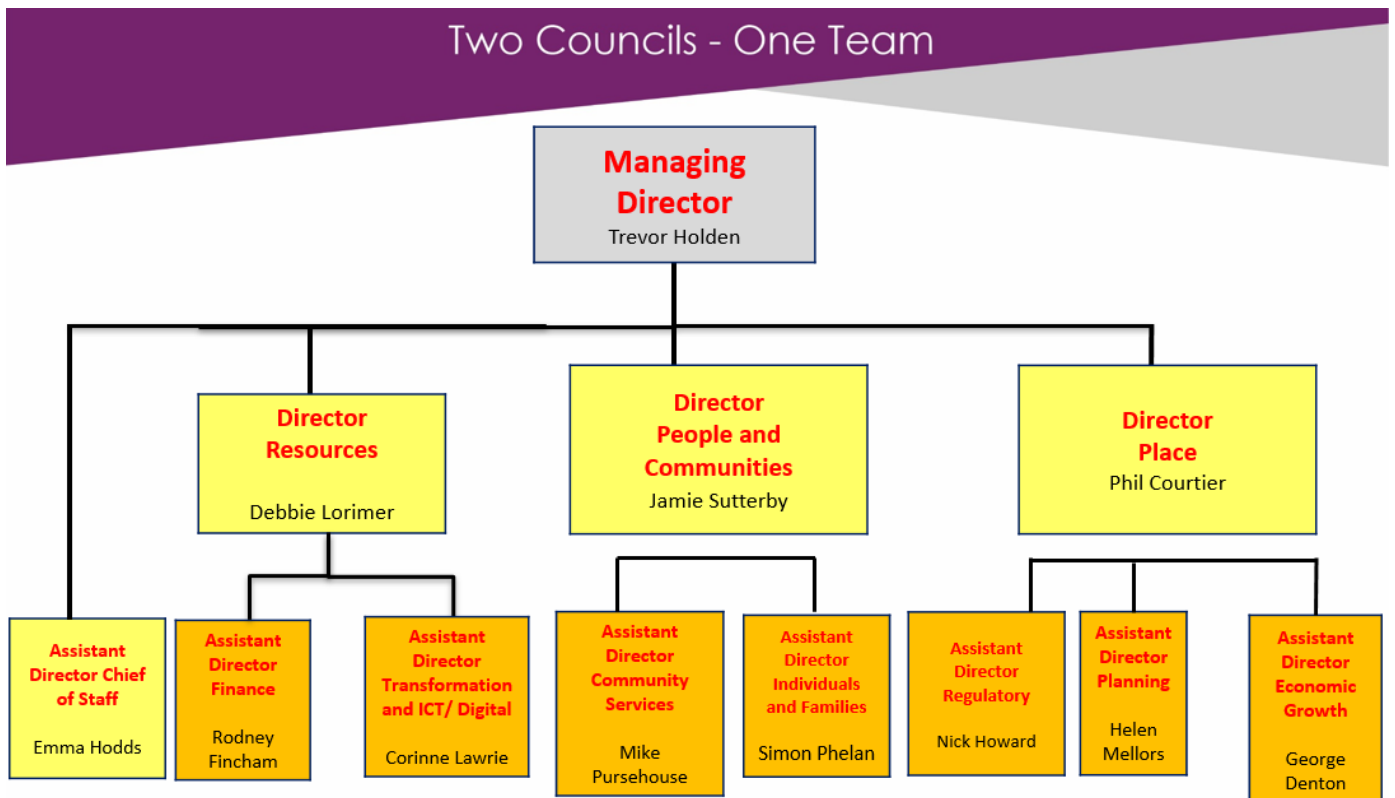 Two Councils - One Team
Managing
Director
Trevor Holden
Director
Resources
Debbie Lorimer
Director
People and
Communities
Jamie Sutterby
Director
Place
Phil Courtier
Assistant
Director Chief
of Staff
Emma Hodds
Assistant
Director
Finance
Rodney
Fincham
Assistant
Director
Transformation
and ICT/ Digital
Corinne Lawrie
Assistant
Director
Community
Services
Mike
Pursehouse
Assistant
Director
Individuals
and Families
Simon Phelan
Assistant
Director
Regulatory
Nick Howard
Assistant
Director
Planning
Helen
Mellors
Assistant
Director
Economic
Growth
George
Denton